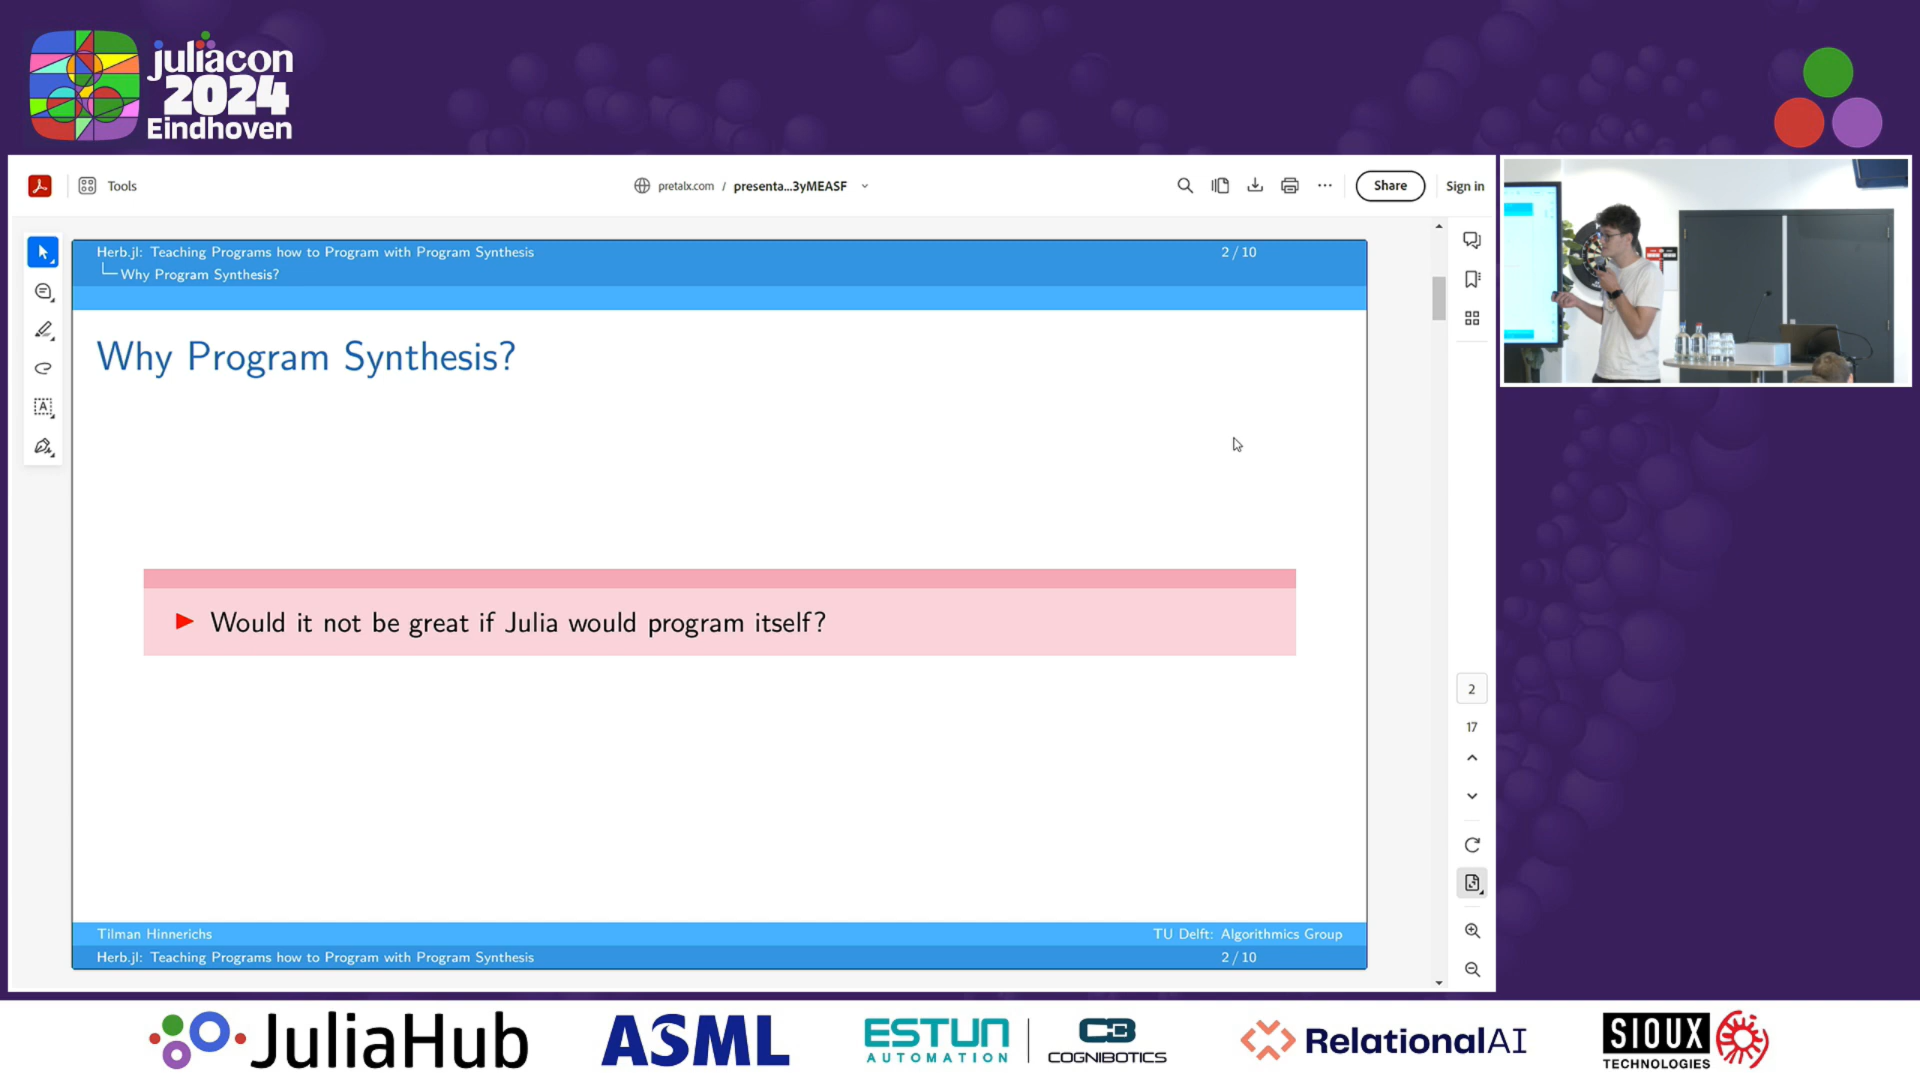 juliacon
2024
Eindhoven
Tools
pretalx.com / presenta...3yMEASF
Share
Sign in
Herb.jl: Teaching Programs how to Program with Program Synthesis
2 / 10
Why Program Synthesis?
Why Program Synthesis?
Would it not be great if Julia would program itself?
2
17
Tilman Hinnerichs
TU Delft: Algorithmics Group
Herb.jl: Teaching Programs how to Program with Program Synthesis
2 / 10
JuliaHub
ASML
ESTUN
AUTOMATION
COGNIBOTICS
RelationalAI
SIOUX
TECHNOLOGIES